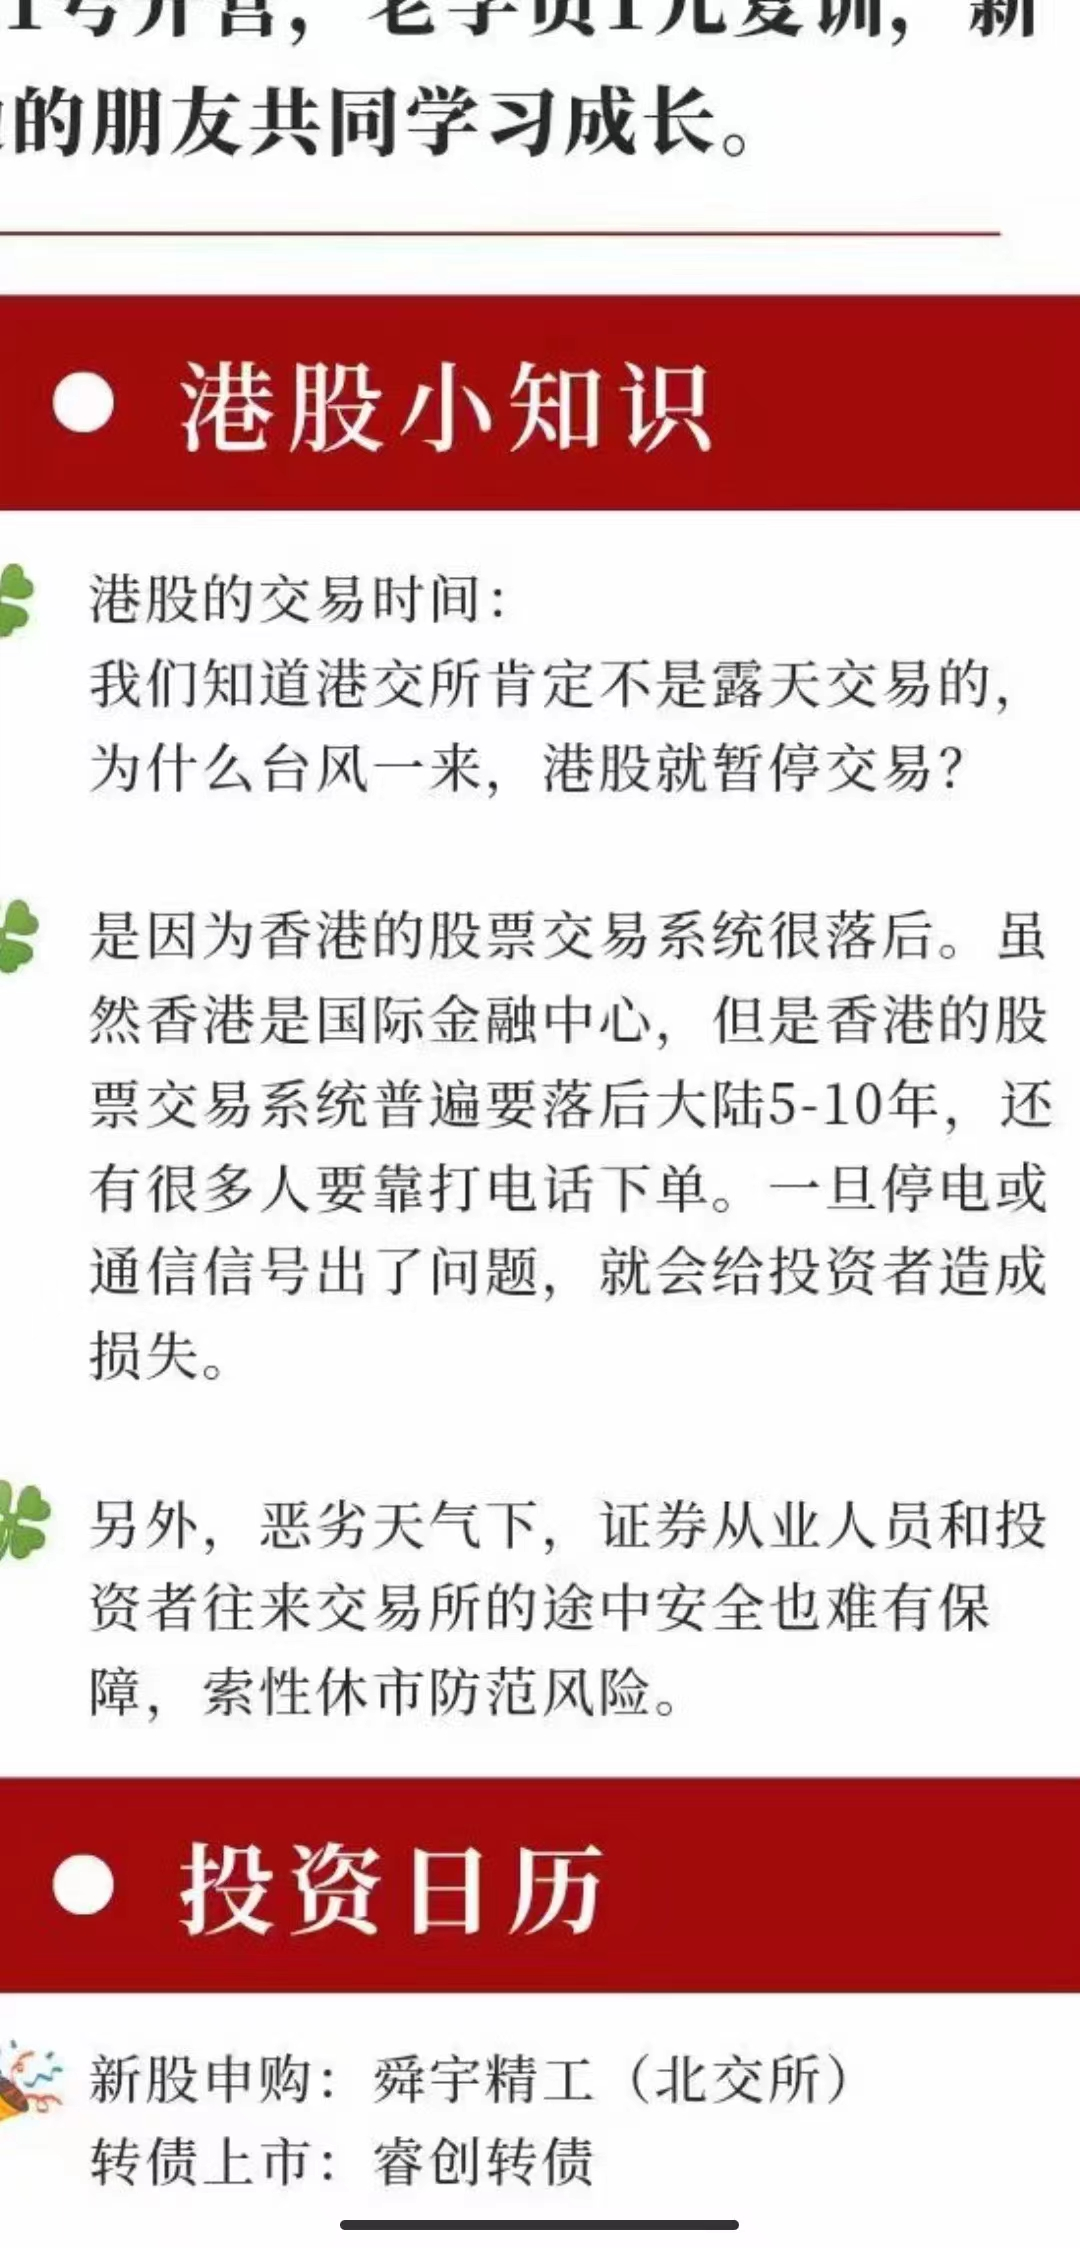 1号开营，老学员1元复训，新
的朋友共同学习成长。
港股小知识
港股的交易时间：
我们知道港交所肯定不是露天交易的，
为什么台风一来，港股就暂停交易？
是因为香港的股票交易系统很落后。虽
然香港是国际金融中心，但是香港的股
票交易系统普遍要落后大陆5-10年，还
有很多人要靠打电话下单。一旦停电或
通信信号出了问题，就会给投资者造成
损失。
另外，恶劣天气下，证券从业人员和投
资者往来交易所的途中安全也难有保
障，索性休市防范风险。
投资日历
新股申购：舜宇精工（北交所）
转债上市：睿创转债